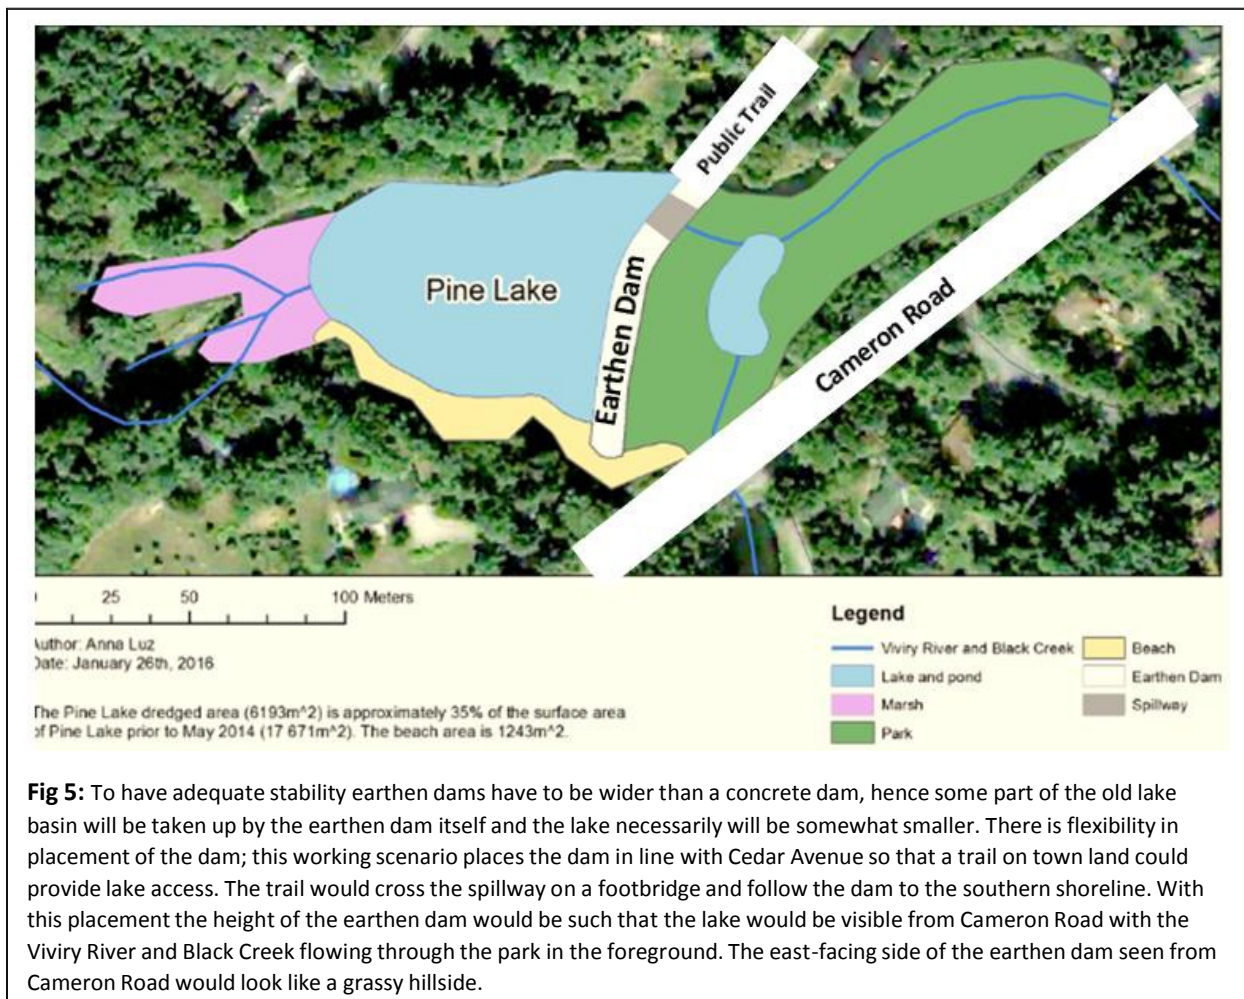 Public Trail
Pine Lake
Earthen Dam
Cameron Road
25 50 100 Meters
Author: Anna Luz
Date: January 26th, 2016
The Pine Lake dredged area (6193m^2) is approximately 35% of the surface area
of Pine Lake prior to May 2014 (17 671m^2). The beach area is 1243m^2.
Legend
Viviry River and Black Creek
Lake and pond
Marsh
Park
Beach
Earthen Dam
Spillway
Fig 5: To have adequate stability earthen dams have to be wider than a concrete dam, hence some part of the old lake
basin will be taken up by the earthen dam itself and the lake necessarily will be somewhat smaller. There is flexibility in
placement of the dam; this working scenario places the dam in line with Cedar Avenue so that a trail on town land could
provide lake access. The trail would cross the spillway on a footbridge and follow the dam to the southern shoreline. With
this placement the height of the earthen dam would be such that the lake would be visible from Cameron Road with the
Viviry River and Black Creek flowing through the park in the foreground. The east-facing side of the earthen dam seen from
Cameron Road would look like a grassy hillside.